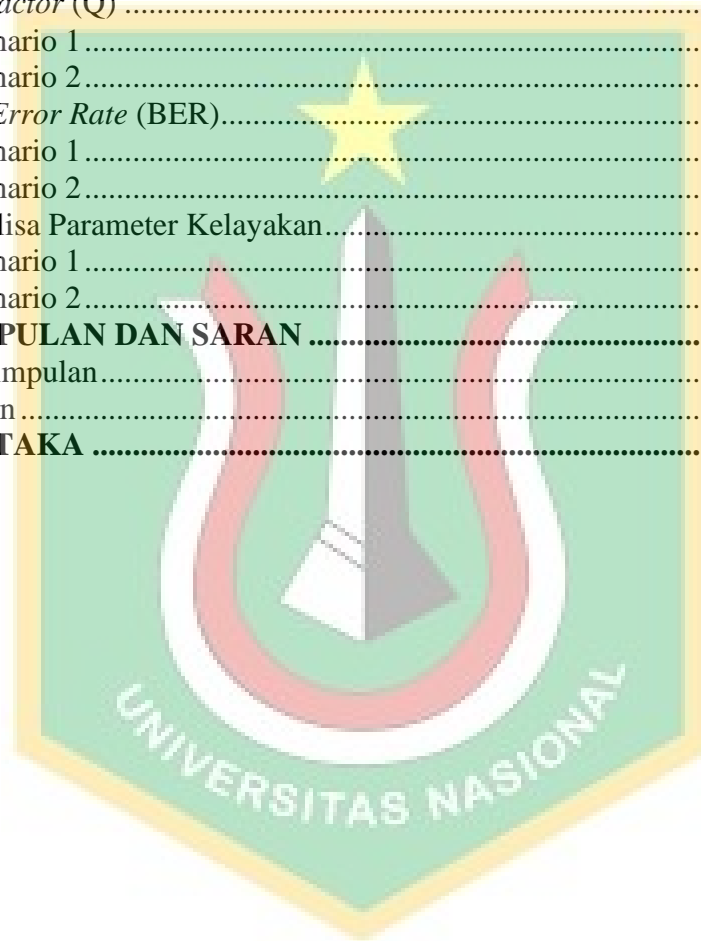 actor (Q) ........................................................................
nario 1 ........................................................................
nario 2 ........................................................................
Error Rate (BER) ........................................................................
nario 1 ........................................................................
nario 2 ........................................................................
lisa Parameter Kelayakan ........................................................................
nario 1 ........................................................................
nario 2 ........................................................................
PULAN DAN SARAN ........................................................................
impulan ........................................................................
n ........................................................................
TAKA ........................................................................
UNIVERSITAS NASIONAL